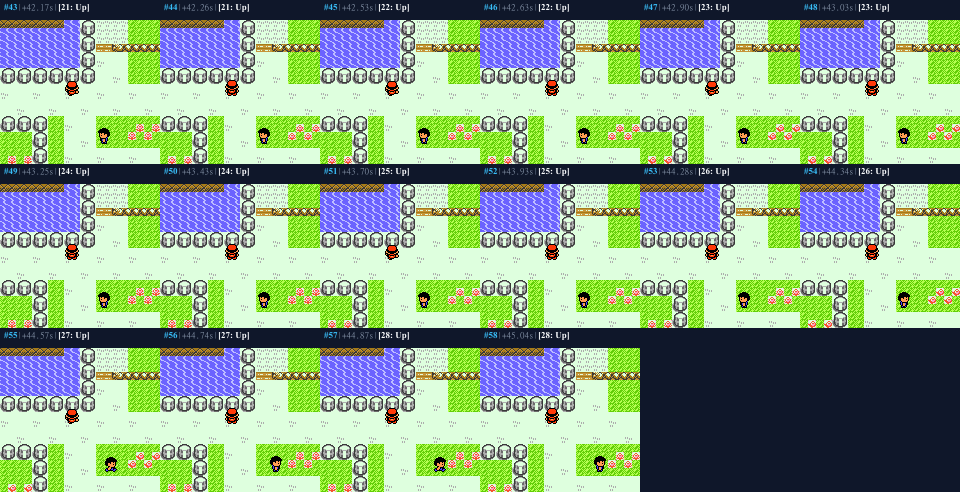 #43|+42.17s|[21: Up]
#44|+42.26s|[21: Up]
#45|+42.53s|[22: Up]
#46|+42.63s|[22: Up]
#47|+42.90s|[23: Up]
#48|+43.03s|[23: Up]
#49|+43.25s|[24: Up]
#50|+43.43s|[24: Up]
#51|+43.70s|[25: Up]
#52|+43.93s|[25: Up]
#53|+44.28s|[26: Up]
#54|+44.34s|[26: Up]
#55|+44.57s|[27: Up]
#56|+44.74s|[27: Up]
#57|+44.87s|[28: Up]
#58|+45.04s|[28: Up]